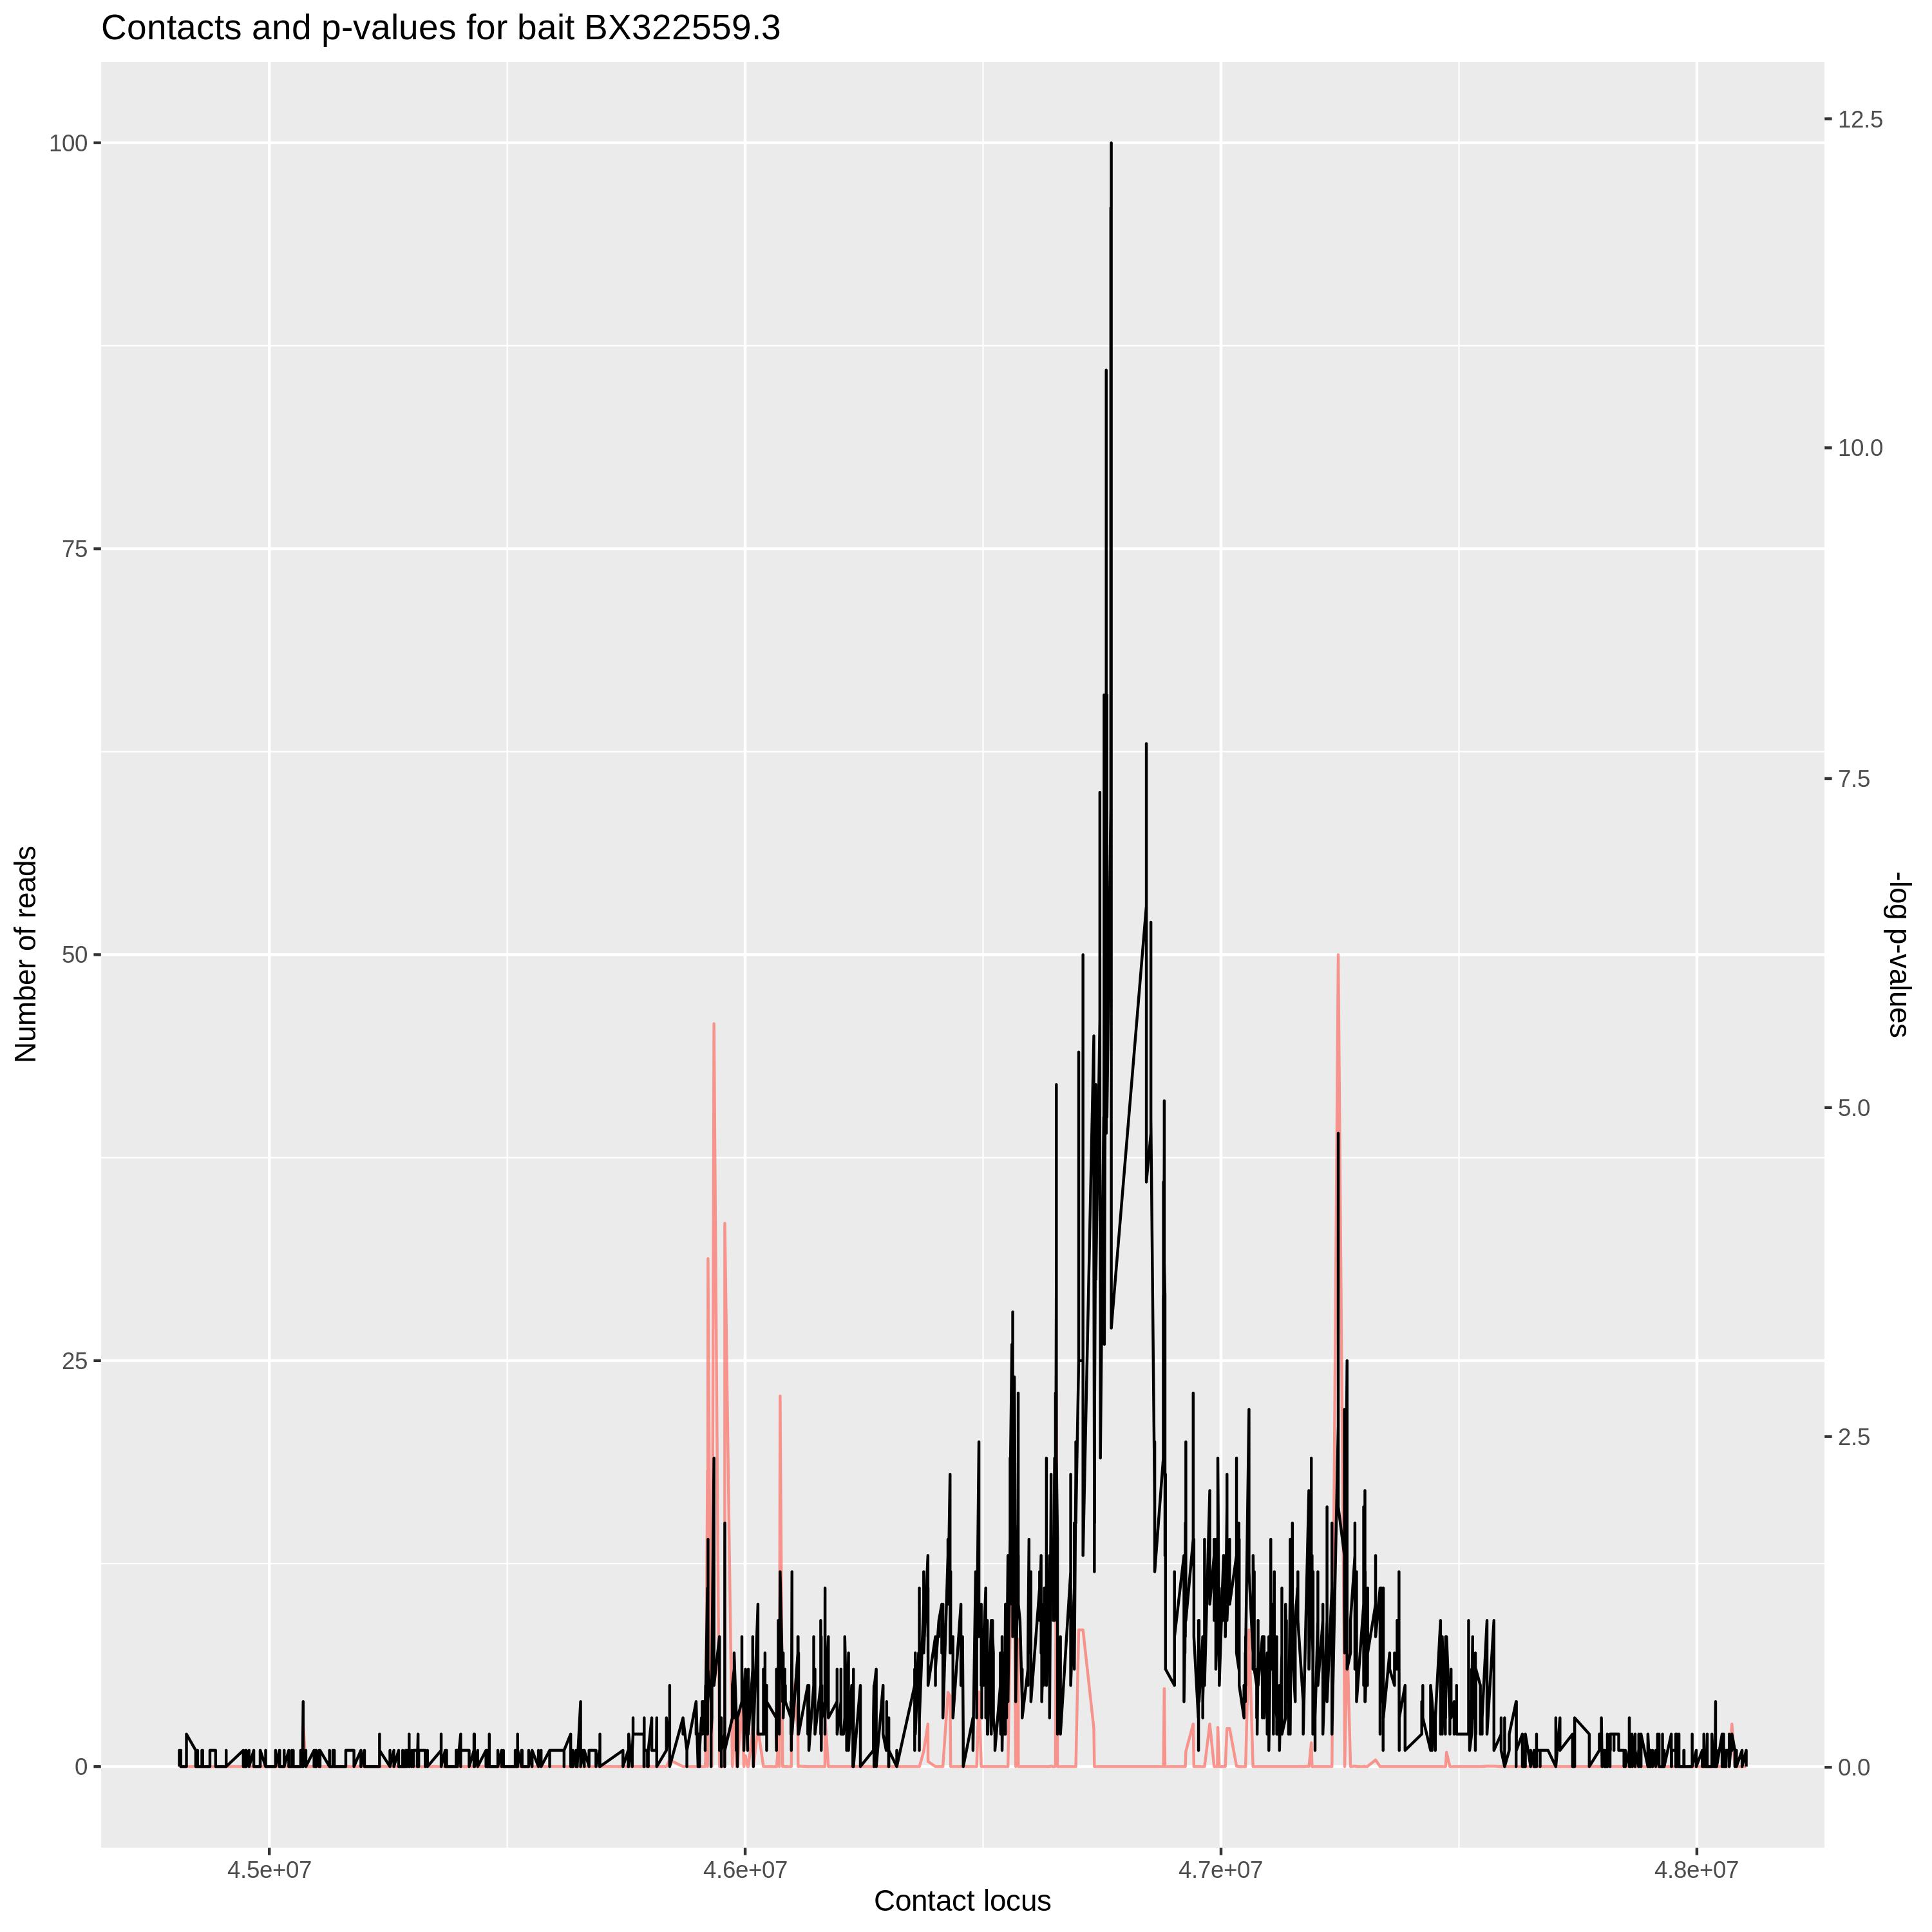 Contacts and p-values for bait BX322559.3
100
75
50
25
0
Number of reads
12.5
10.0
7.5
5.0
2.5
0.0
-log p-values
4.5e+07
4.6e+07
4.7e+07
4.8e+07
Contact locus